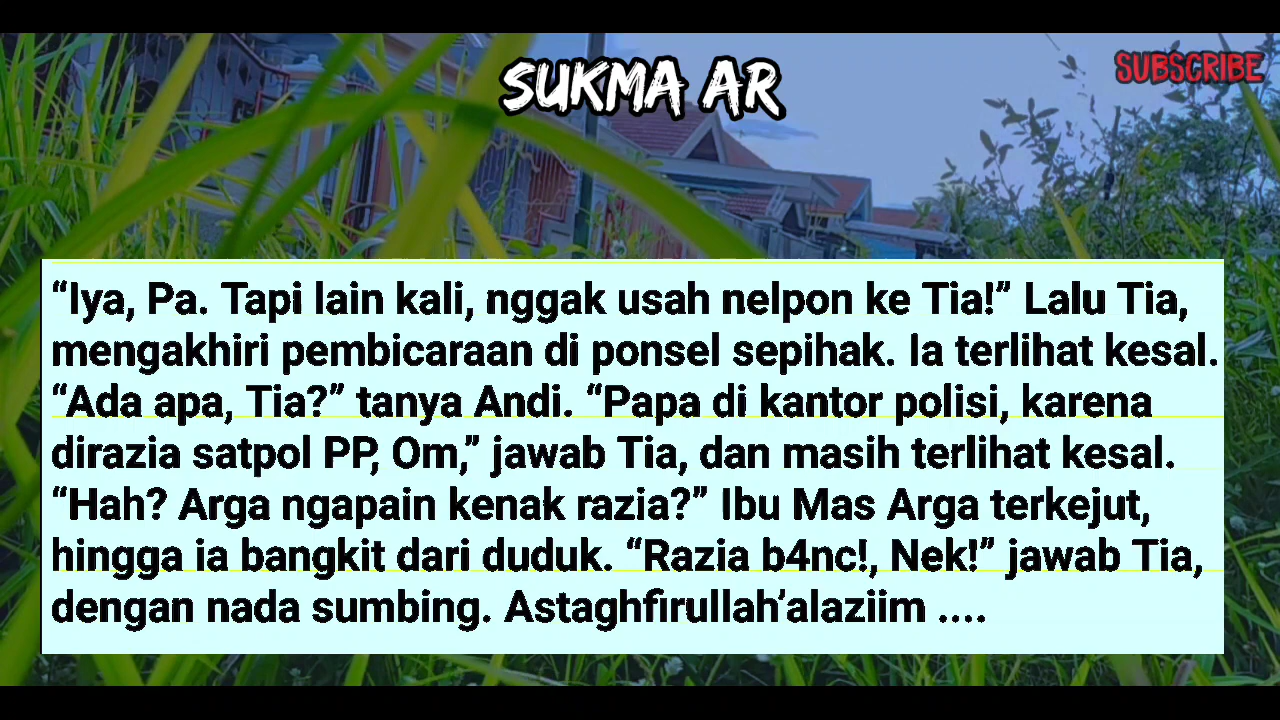 SUKMA AR
SUBSCRIBE
“Iya, Pa. Tapi lain kali, nggak usah nelpon ke Tia!” Lalu Tia,
mengakhiri pembicaraan di ponsel sepihak. Ia terlihat kesal.
“Ada apa, Tia?” tanya Andi. “Papa di kantor polisi, karena
dirazia satpol PP, Om,” jawab Tia, dan masih terlihat kesal.
“Hah? Arga ngapain kenak razia?” Ibu Mas Arga terkejut,
hingga ia bangkit dari duduk. “Razia b4nc!, Nek!” jawab Tia,
dengan nada sumbing. Astaghfirullah’alaziim ....